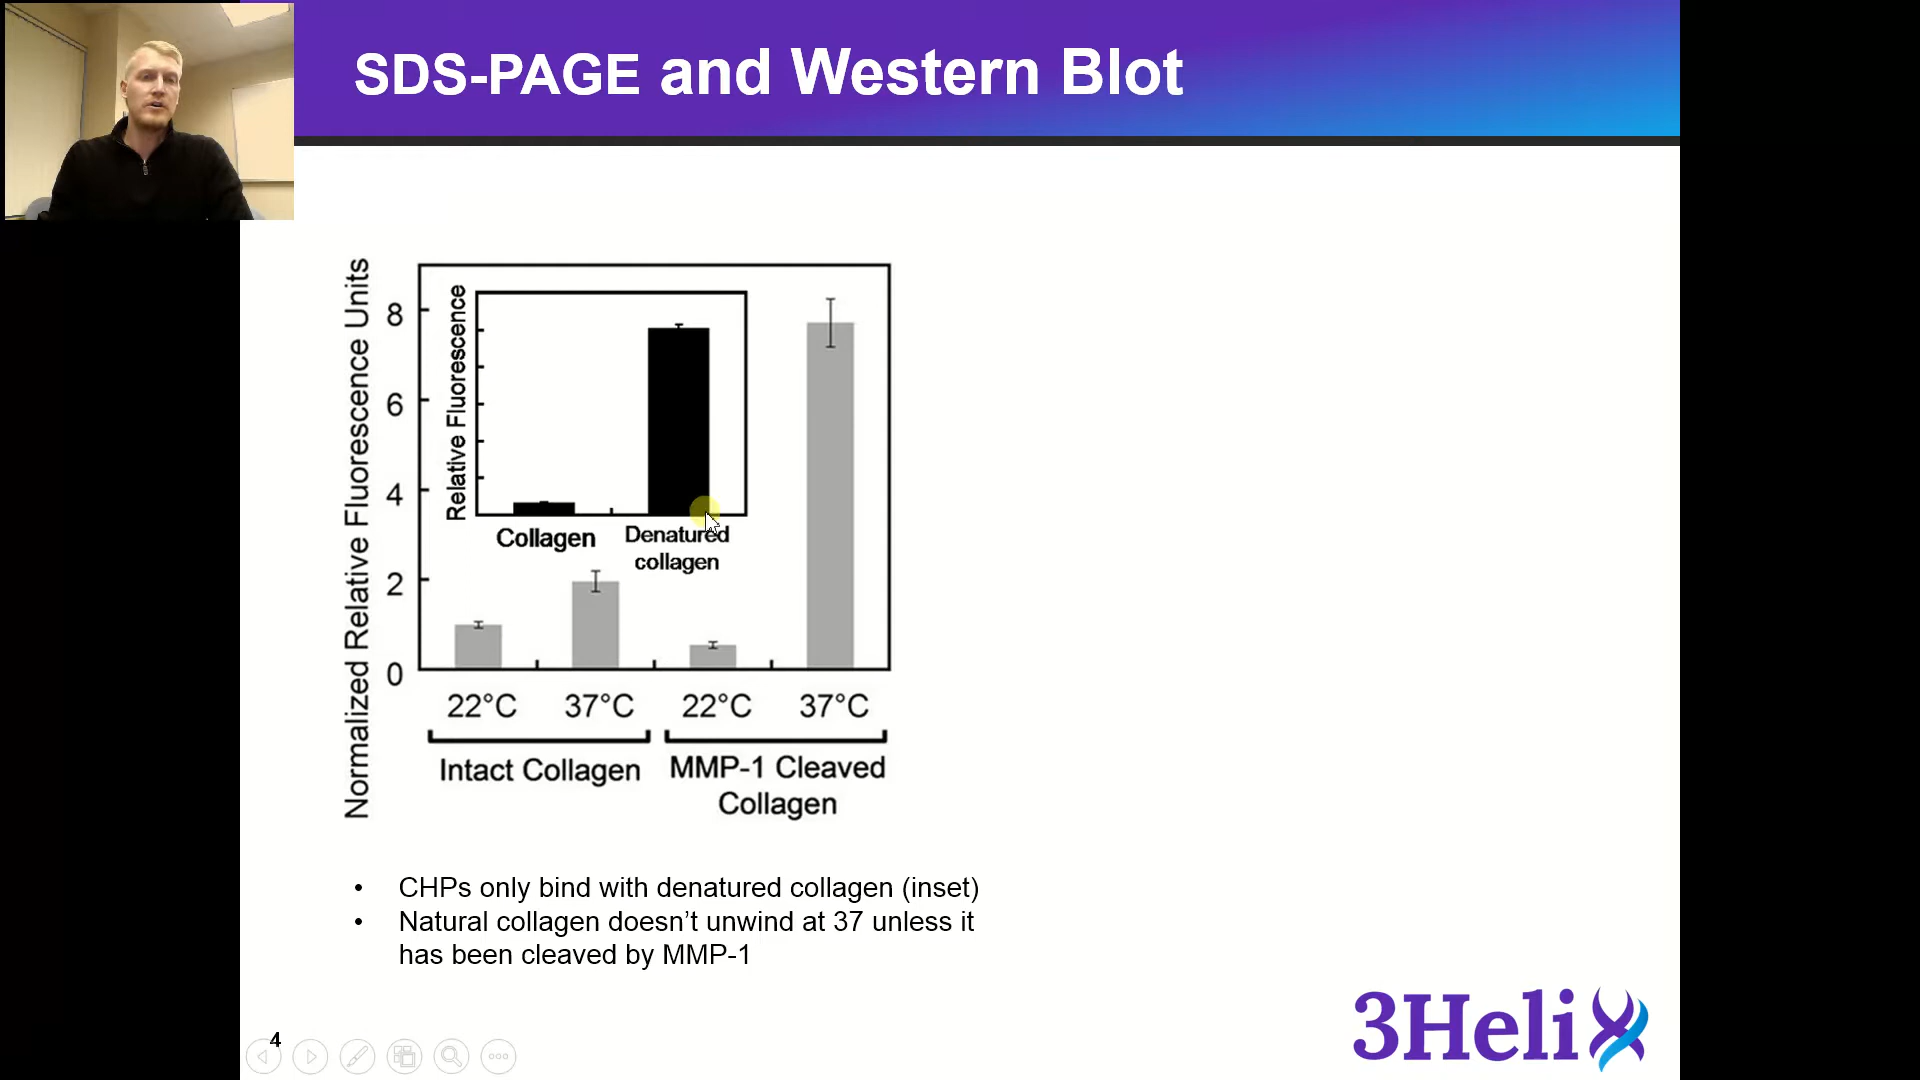 SDS-PAGE and Western Blot
Normalized Relative Fluorescence Units
8
6
4
2
0
Relative Fluorescence
Collagen
Denatured
collagen
22°C 37°C 22°C 37°C
Intact Collagen
MMP-1 Cleaved
Collagen
• CHPs only bind with denatured collagen (inset)
• Natural collagen doesn’t unwind at 37 unless it
has been cleaved by MMP-1
4
3Helix